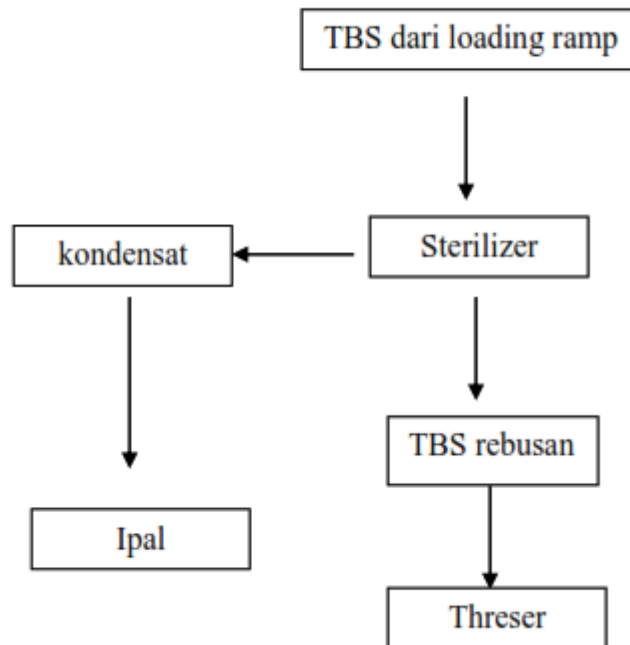 TBS dari loading ramp
Sterilizer
kondensat
TBS rebusan
Ipal
Threser